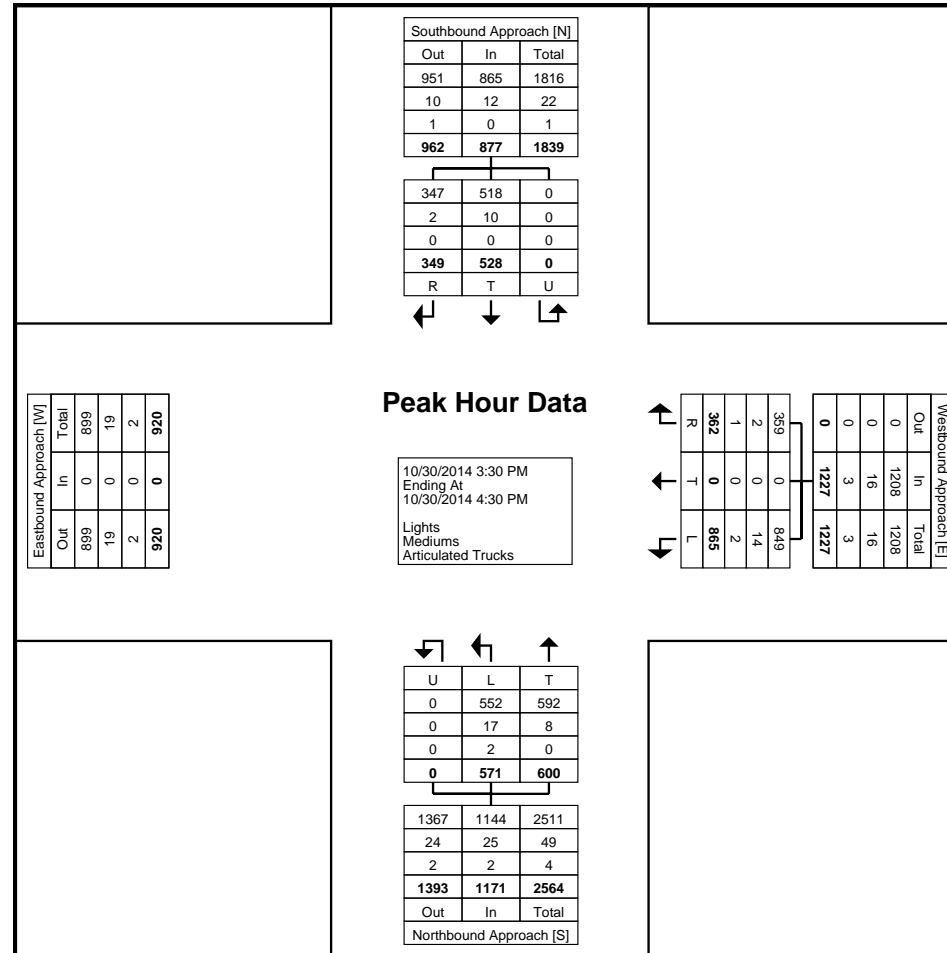 Southbound Approach [N]
Out In Total
951 865 1816
10 12 22
1 0 1
962 877 1839
347 518 0
2 10 0
0 0 0
349 528 0
R T U
Eastbound Approach [W]
Out In Total
899 0 899
19 0 19
2 0 2
920 0 920
Peak Hour Data
10/30/2014 3:30 PM
Ending At
10/30/2014 4:30 PM
Lights
Mediums
Articulated Trucks
Westbound Approach [E]
Out In Total
0 1208 1208
0 16 16
0 3 3
0 1227 1227
359 0 849
2 0 14
1 0 2
362 0 865
R T L
U L T
0 552 592
0 17 8
0 2 0
0 571 600
1367 1144 2511
24 25 49
2 2 4
1393 1171 2564
Out In Total
Northbound Approach [S]